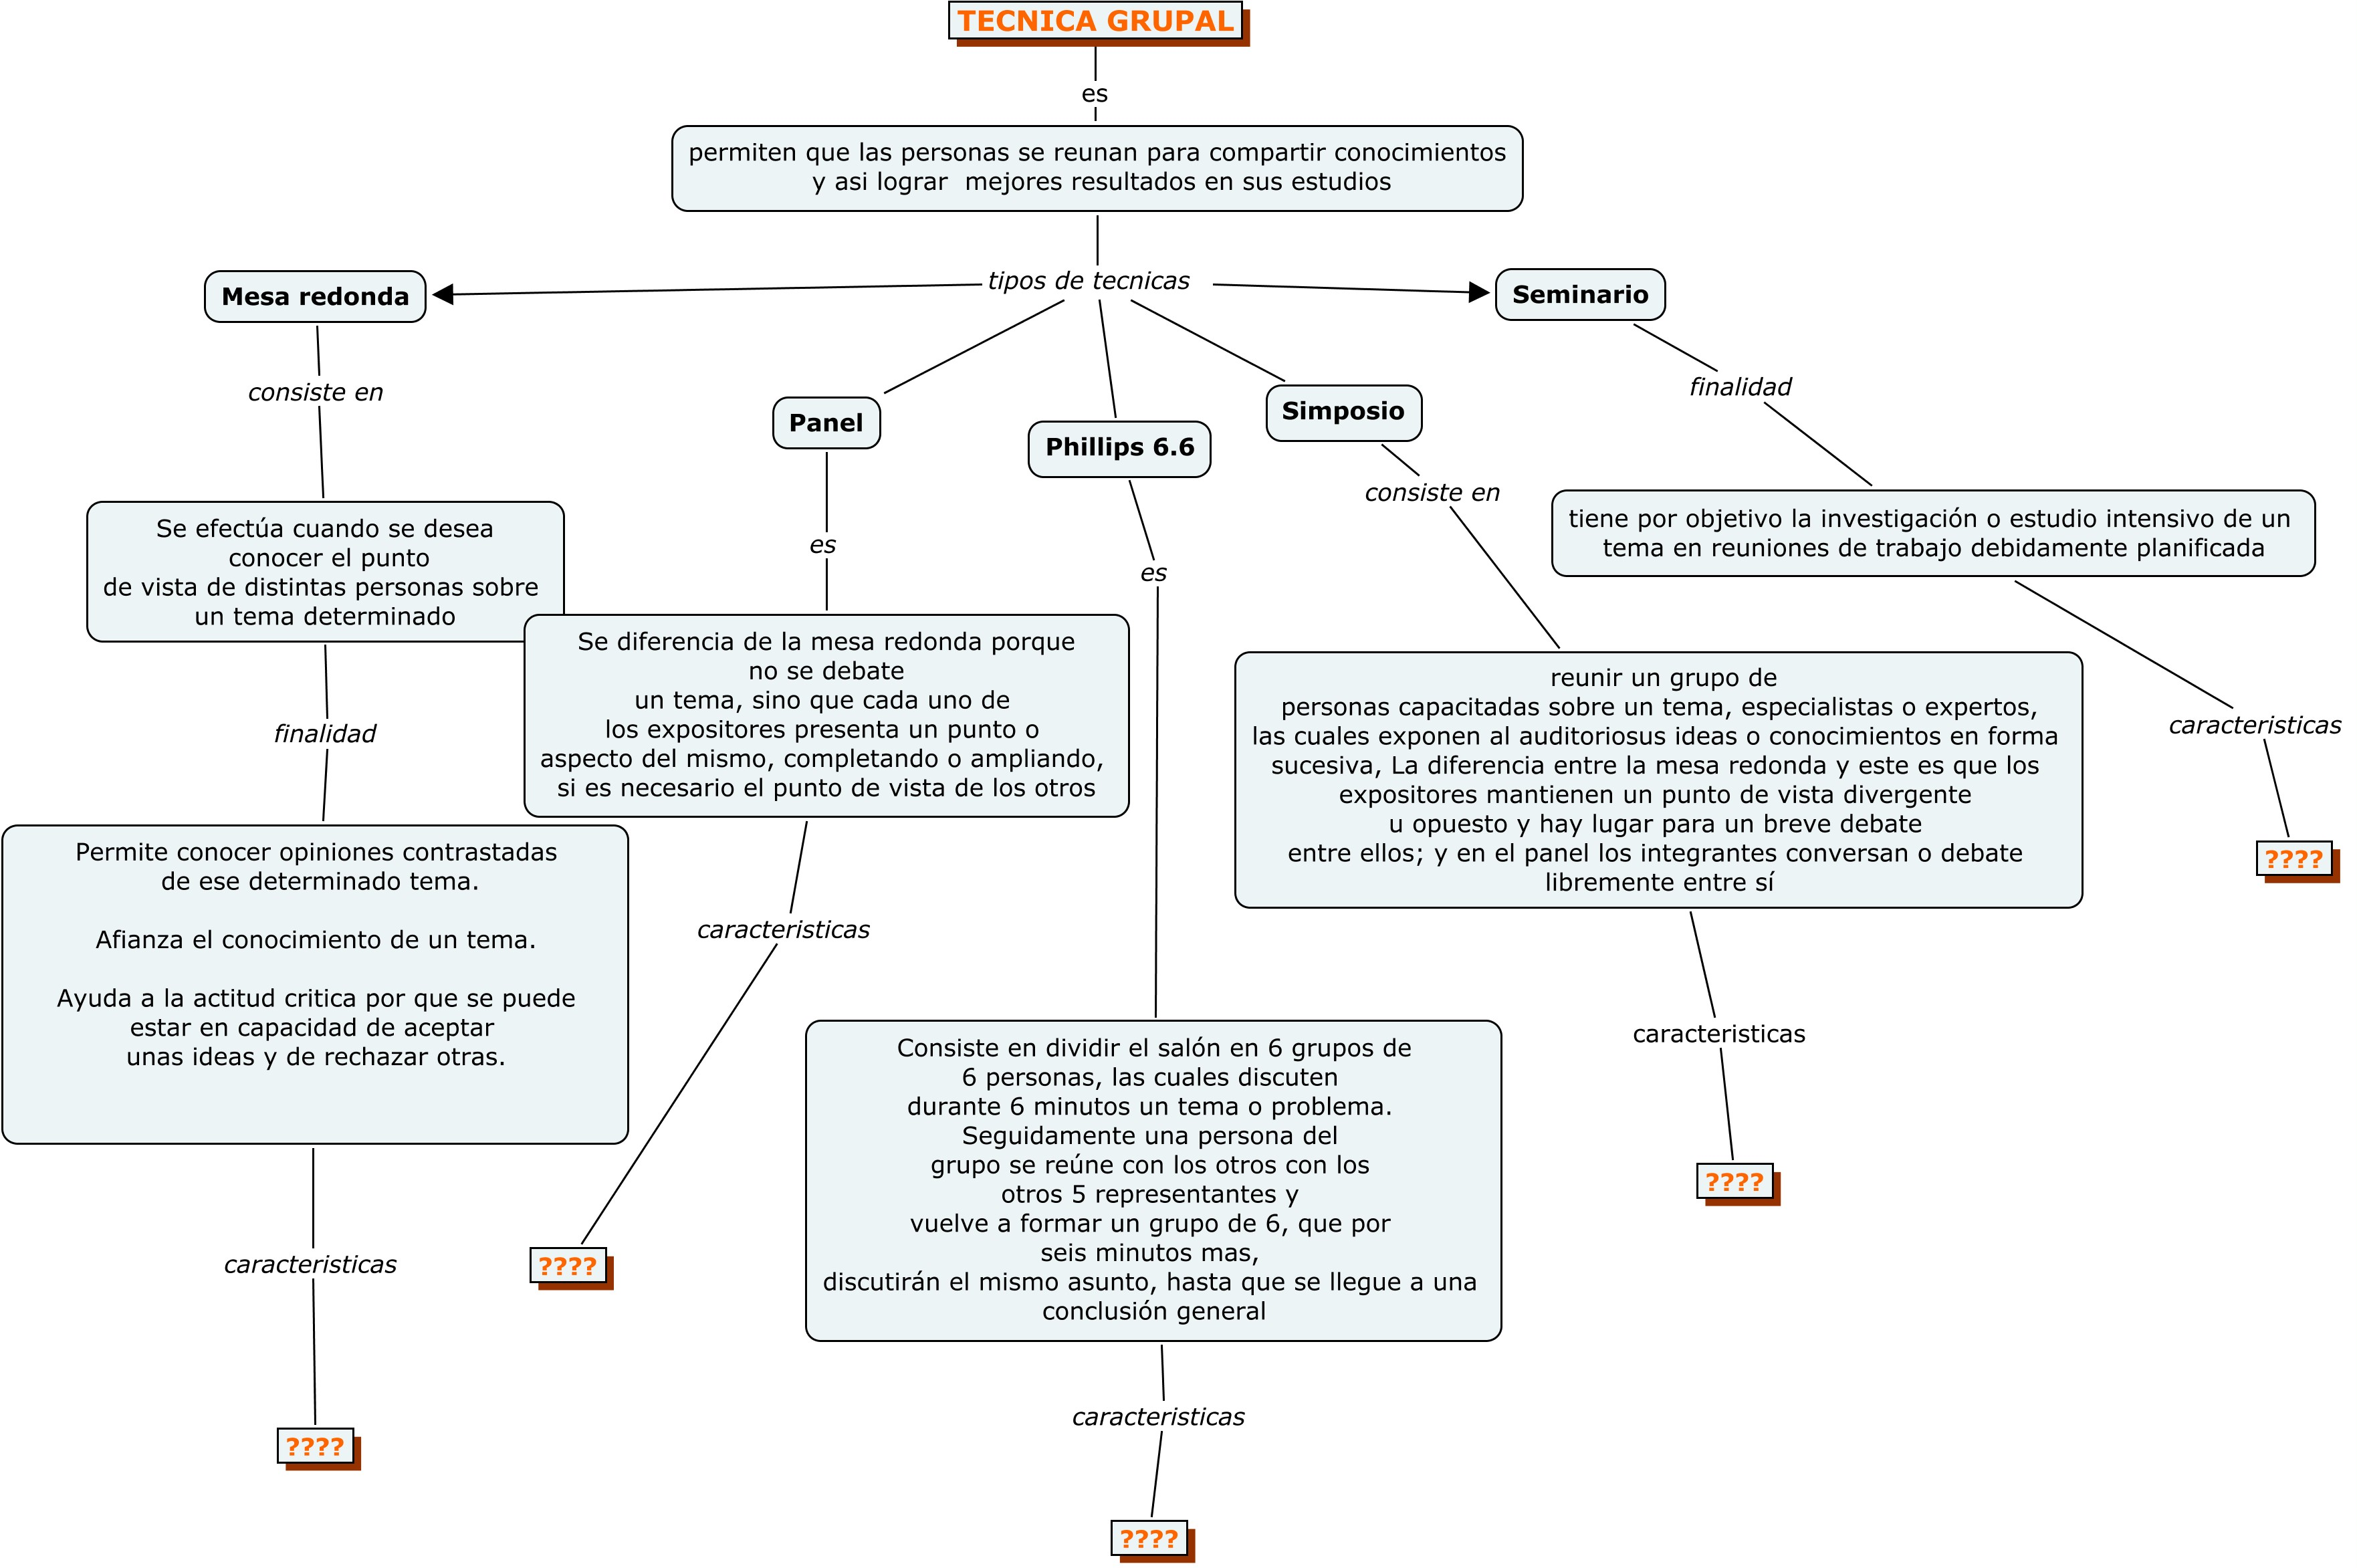 TECNICA GRUPAL
es
permiten que las personas se reunan para compartir conocimientos
y asi lograr  mejores resultados en sus estudios
tipos de tecnicas
Mesa redonda
consiste en
Se efectúa cuando se desea
conocer el punto
de vista de distintas personas sobre
un tema determinado
finalidad
Permite conocer opiniones contrastadas
de ese determinado tema.
Afianza el conocimiento de un tema.
Ayuda a la actitud critica por que se puede
estar en capacidad de aceptar
unas ideas y de rechazar otras.
caracteristicas
????
Panel
es
Se diferencia de la mesa redonda porque
no se debate
un tema, sino que cada uno de
los expositores presenta un punto o
aspecto del mismo, completando o ampliando,
si es necesario el punto de vista de los otros
caracteristicas
????
Phillips 6.6
es
Consiste en dividir el salón en 6 grupos de
6 personas, las cuales discuten
durante 6 minutos un tema o problema.
Seguidamente una persona del
grupo se reúne con los otros con los
otros 5 representantes y
vuelve a formar un grupo de 6, que por
seis minutos mas,
discutirán el mismo asunto, hasta que se llegue a una
conclusión general
caracteristicas
????
Simposio
consiste en
reunir un grupo de
personas capacitadas sobre un tema, especialistas o expertos,
las cuales exponen al auditoriosus ideas o conocimientos en forma
sucesiva, La diferencia entre la mesa redonda y este es que los
expositores mantienen un punto de vista divergente
u opuesto y hay lugar para un breve debate
entre ellos; y en el panel los integrantes conversan o debate
libremente entre sí
caracteristicas
????
Seminario
finalidad
tiene por objetivo la investigación o estudio intensivo de un
tema en reuniones de trabajo debidamente planificada
caracteristicas
????